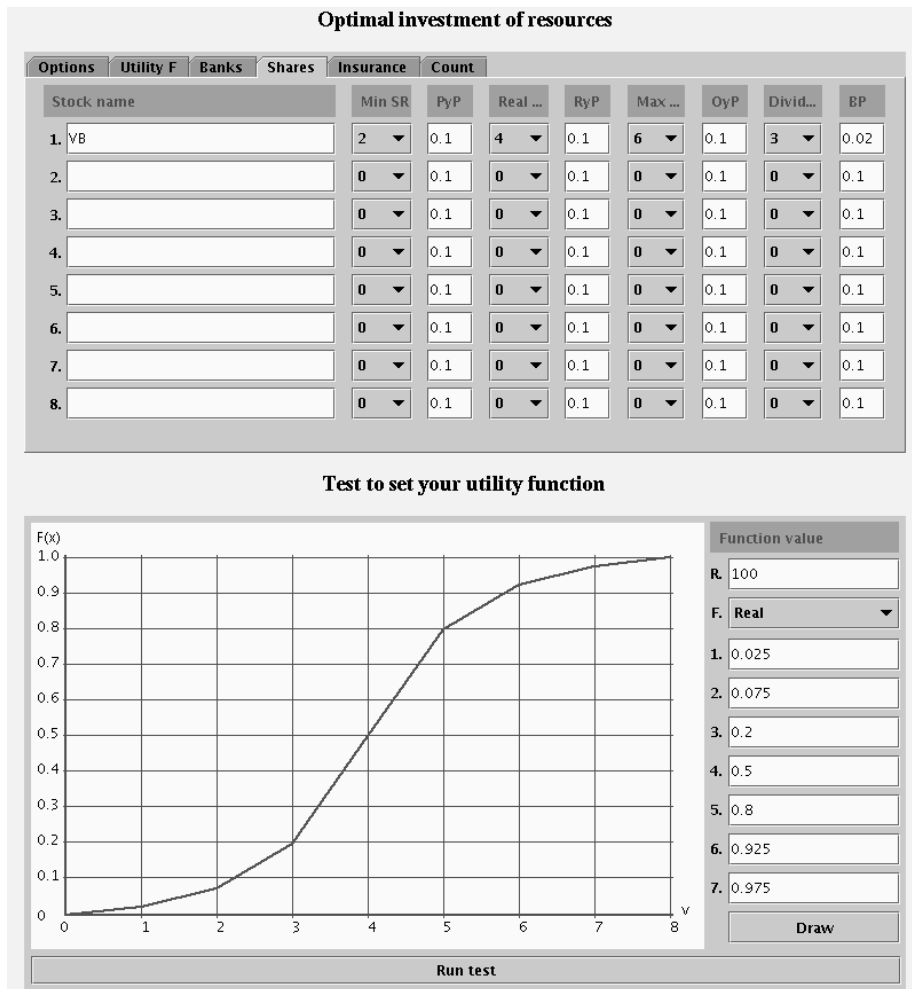 Optimal investment of resources
Options Utility F Banks Shares Insurance Count
Stock name Min SR PyP Real ... RyP Max ... OyP Divid... BP
1. VB 2 0.1 4 0.1 6 0.1 3 0.02
2. 0 0.1 0 0.1 0 0.1 0 0.1
3. 0 0.1 0 0.1 0 0.1 0 0.1
4. 0 0.1 0 0.1 0 0.1 0 0.1
5. 0 0.1 0 0.1 0 0.1 0 0.1
6. 0 0.1 0 0.1 0 0.1 0 0.1
7. 0 0.1 0 0.1 0 0.1 0 0.1
8. 0 0.1 0 0.1 0 0.1 0 0.1
Test to set your utility function
F(x)
1.0
0.9
0.8
0.7
0.6
0.5
0.4
0.3
0.2
0.1
0
0 1 2 3 4 5 6 7 8
V
Function value
R. 100
F. Real
1. 0.025
2. 0.075
3. 0.2
4. 0.5
5. 0.8
6. 0.925
7. 0.975
Draw
Run test